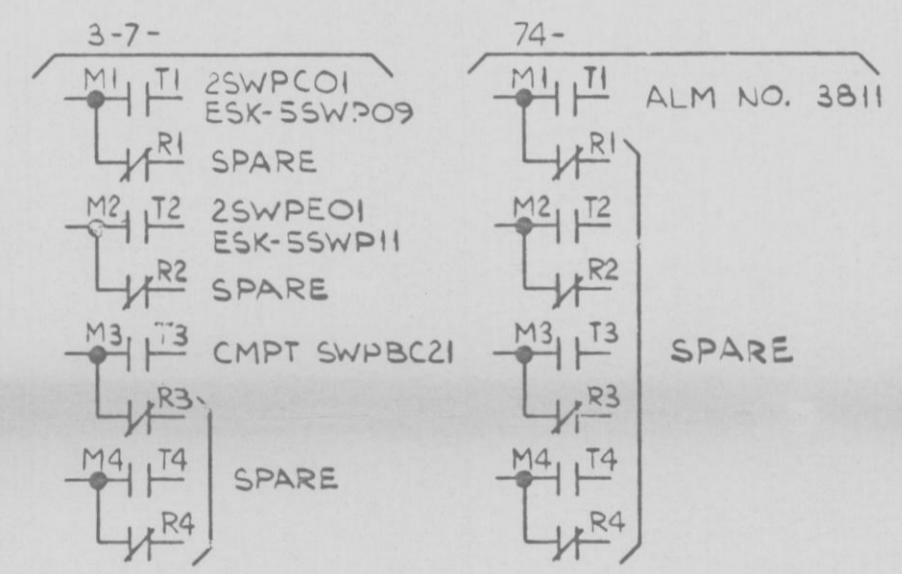 3-7-
M1 T1 2SWPC01
ESK-5SWP09
R1 SPARE
M2 T2 2SWPE01
ESK-5SWP11
R2 SPARE
M3 T3 CMPT SWPBC21
R3
M4 T4 SPARE
R4
74-
M1 T1 ALM NO. 3811
R1
M2 T2
R2
M3 T3 SPARE
R3
M4 T4
R4